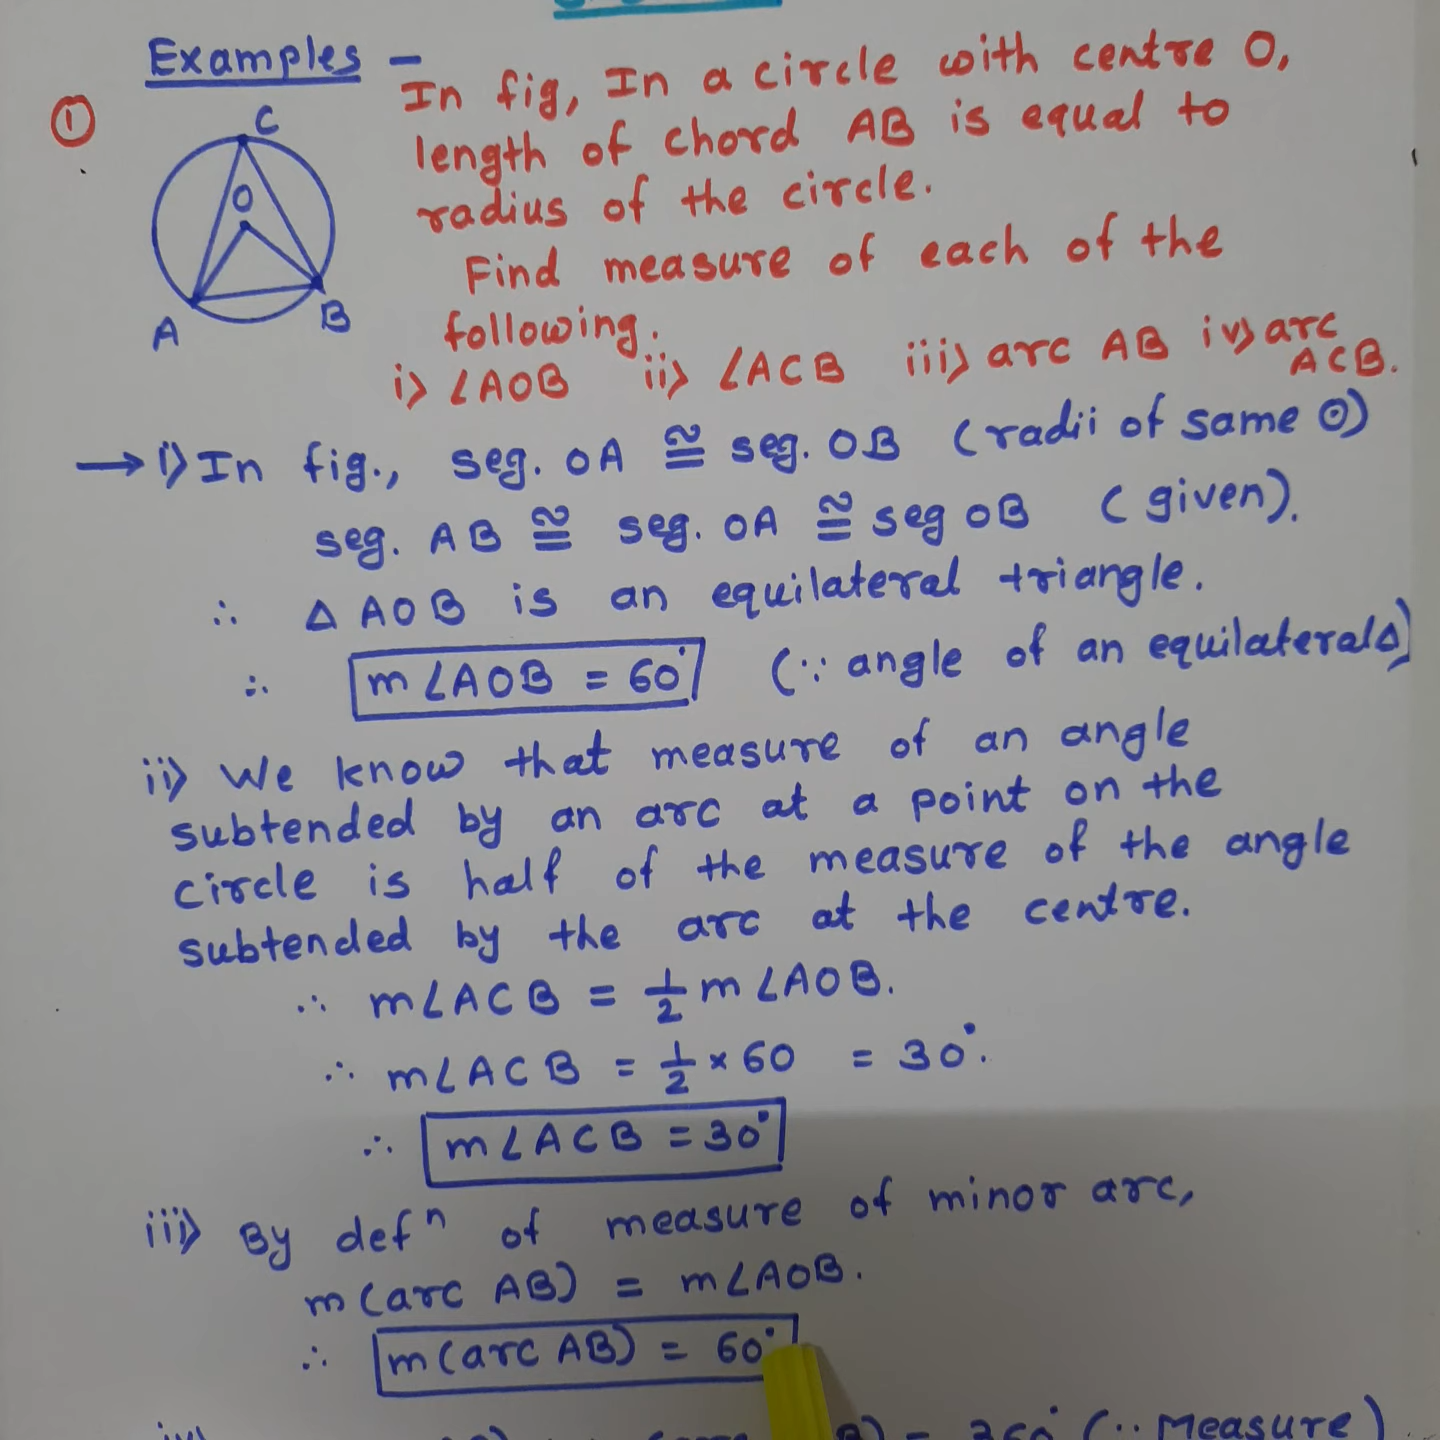 Examples –
① In fig, In a circle with centre O,
length of chord AB is equal to
radius of the circle.
Find measure of each of the
following.
i) ∠AOB ii) ∠ACB iii) arc AB iv) arc ACB.
C
O
A
B
→ i) In fig., seg. OA ≅ seg. OB (radii of same ⊙)
seg. AB ≅ seg. OA ≅ seg OB (given).
∴ △ AOB is an equilateral triangle.
∴ m∠AOB = 60° (∵ angle of an equilateral△)
ii) We know that measure of an angle
subtended by an arc at a point on the
circle is half of the measure of the angle
subtended by the arc at the centre.
∴ m∠ACB = 1/2 m∠AOB.
∴ m∠ACB = 1/2 × 60 = 30°.
∴ m∠ACB = 30°
iii) By defⁿ of measure of minor arc,
m(arc AB) = m∠AOB.
∴ m(arc AB) = 60°
iv) B) = 360° (∵ Measure)